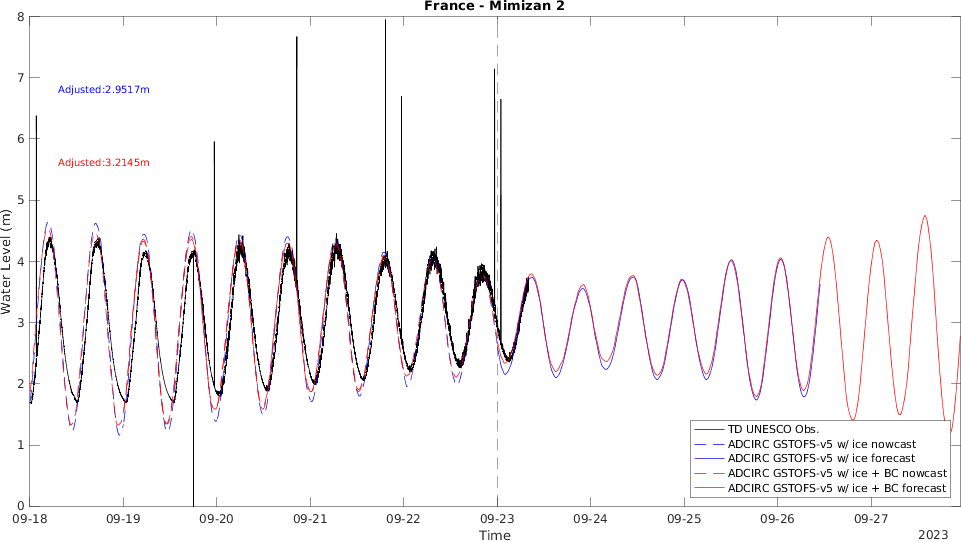 France - Mimizan 2
8
7
6
5
4
3
2
1
0
Water Level (m)
Adjusted:2.9517m
Adjusted:3.2145m
TD UNESCO Obs.
ADCIRC GSTOFS-v5 w/ ice nowcast
ADCIRC GSTOFS-v5 w/ ice forecast
ADCIRC GSTOFS-v5 w/ ice + BC nowcast
ADCIRC GSTOFS-v5 w/ ice + BC forecast
09-18 09-19 09-20 09-21 09-22 09-23 09-24 09-25 09-26 09-27
Time
2023